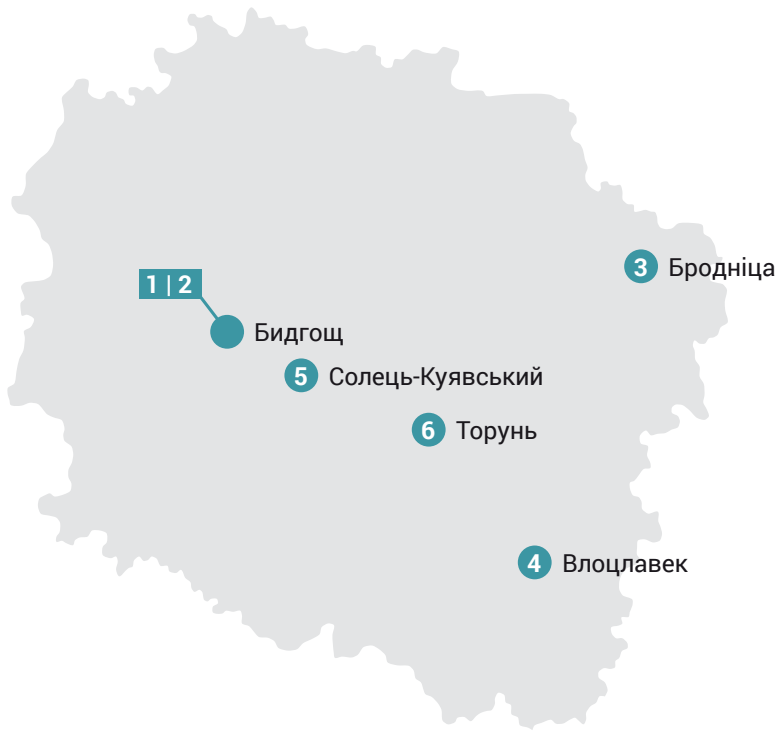 3 Бродніца
1 | 2
Бидгощ
5 Солець-Куявський
6 Торунь
4 Влоцлавек